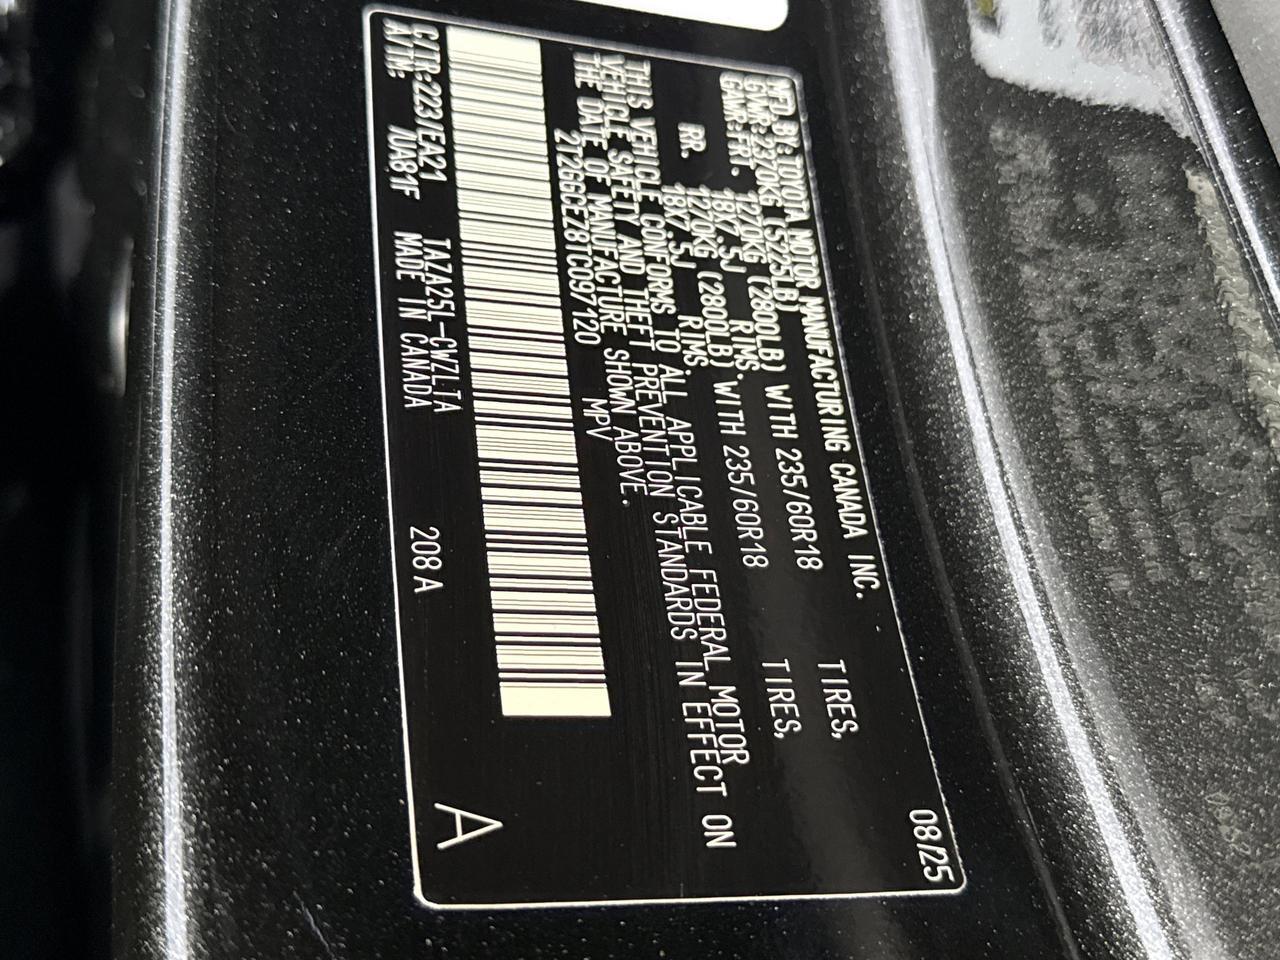 MFD. BY: TOYOTA MOTOR MANUFACTURING CANADA INC. 08/25
GVWR: 2370KG (5225LB)
GAWR: FRT. 1270KG (2800LB) WITH 235/60R18 TIRES,
18X7.5J RIMS.
RR. 1270KG (2800LB) WITH 235/60R18 TIRES,
18X7.5J RIMS.
THIS VEHICLE CONFORMS TO ALL APPLICABLE FEDERAL MOTOR
VEHICLE SAFETY AND THEFT PREVENTION STANDARDS IN EFFECT ON
THE DATE OF MANUFACTURE SHOWN ABOVE.
2T2GGCEZ8TC097120 MPV
C/TR: 223/EA21 TAZA25L-CWZLTA 208A
A/TM: /UA81F MADE IN CANADA
A